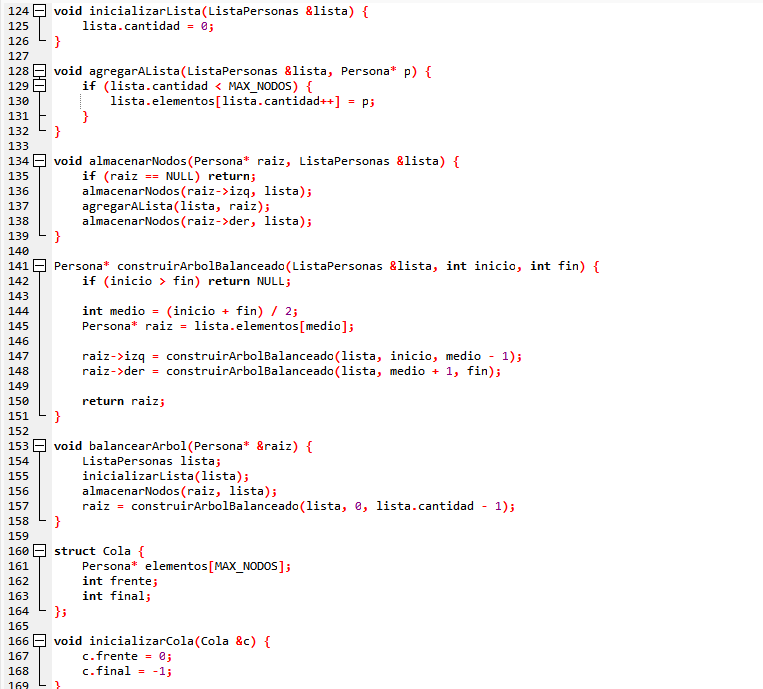 124 void inicializarLista(ListaPersonas &lista) {
125     lista.cantidad = 0;
126 }
127
128 void agregarALista(ListaPersonas &lista, Persona* p) {
129     if (lista.cantidad < MAX_NODOS) {
130         lista.elementos[lista.cantidad++] = p;
131     }
132 }
133
134 void almacenarNodos(Persona* raiz, ListaPersonas &lista) {
135     if (raiz == NULL) return;
136     almacenarNodos(raiz->izq, lista);
137     agregarALista(lista, raiz);
138     almacenarNodos(raiz->der, lista);
139 }
140
141 Persona* construirArbolBalanceado(ListaPersonas &lista, int inicio, int fin) {
142     if (inicio > fin) return NULL;
143
144     int medio = (inicio + fin) / 2;
145     Persona* raiz = lista.elementos[medio];
146
147     raiz->izq = construirArbolBalanceado(lista, inicio, medio - 1);
148     raiz->der = construirArbolBalanceado(lista, medio + 1, fin);
149
150     return raiz;
151 }
152
153 void balancearArbol(Persona* &raiz) {
154     ListaPersonas lista;
155     inicializarLista(lista);
156     almacenarNodos(raiz, lista);
157     raiz = construirArbolBalanceado(lista, 0, lista.cantidad - 1);
158 }
159
160 struct Cola {
161     Persona* elementos[MAX_NODOS];
162     int frente;
163     int final;
164 };
165
166 void inicializarCola(Cola &c) {
167     c.frente = 0;
168     c.final = -1;
169 }